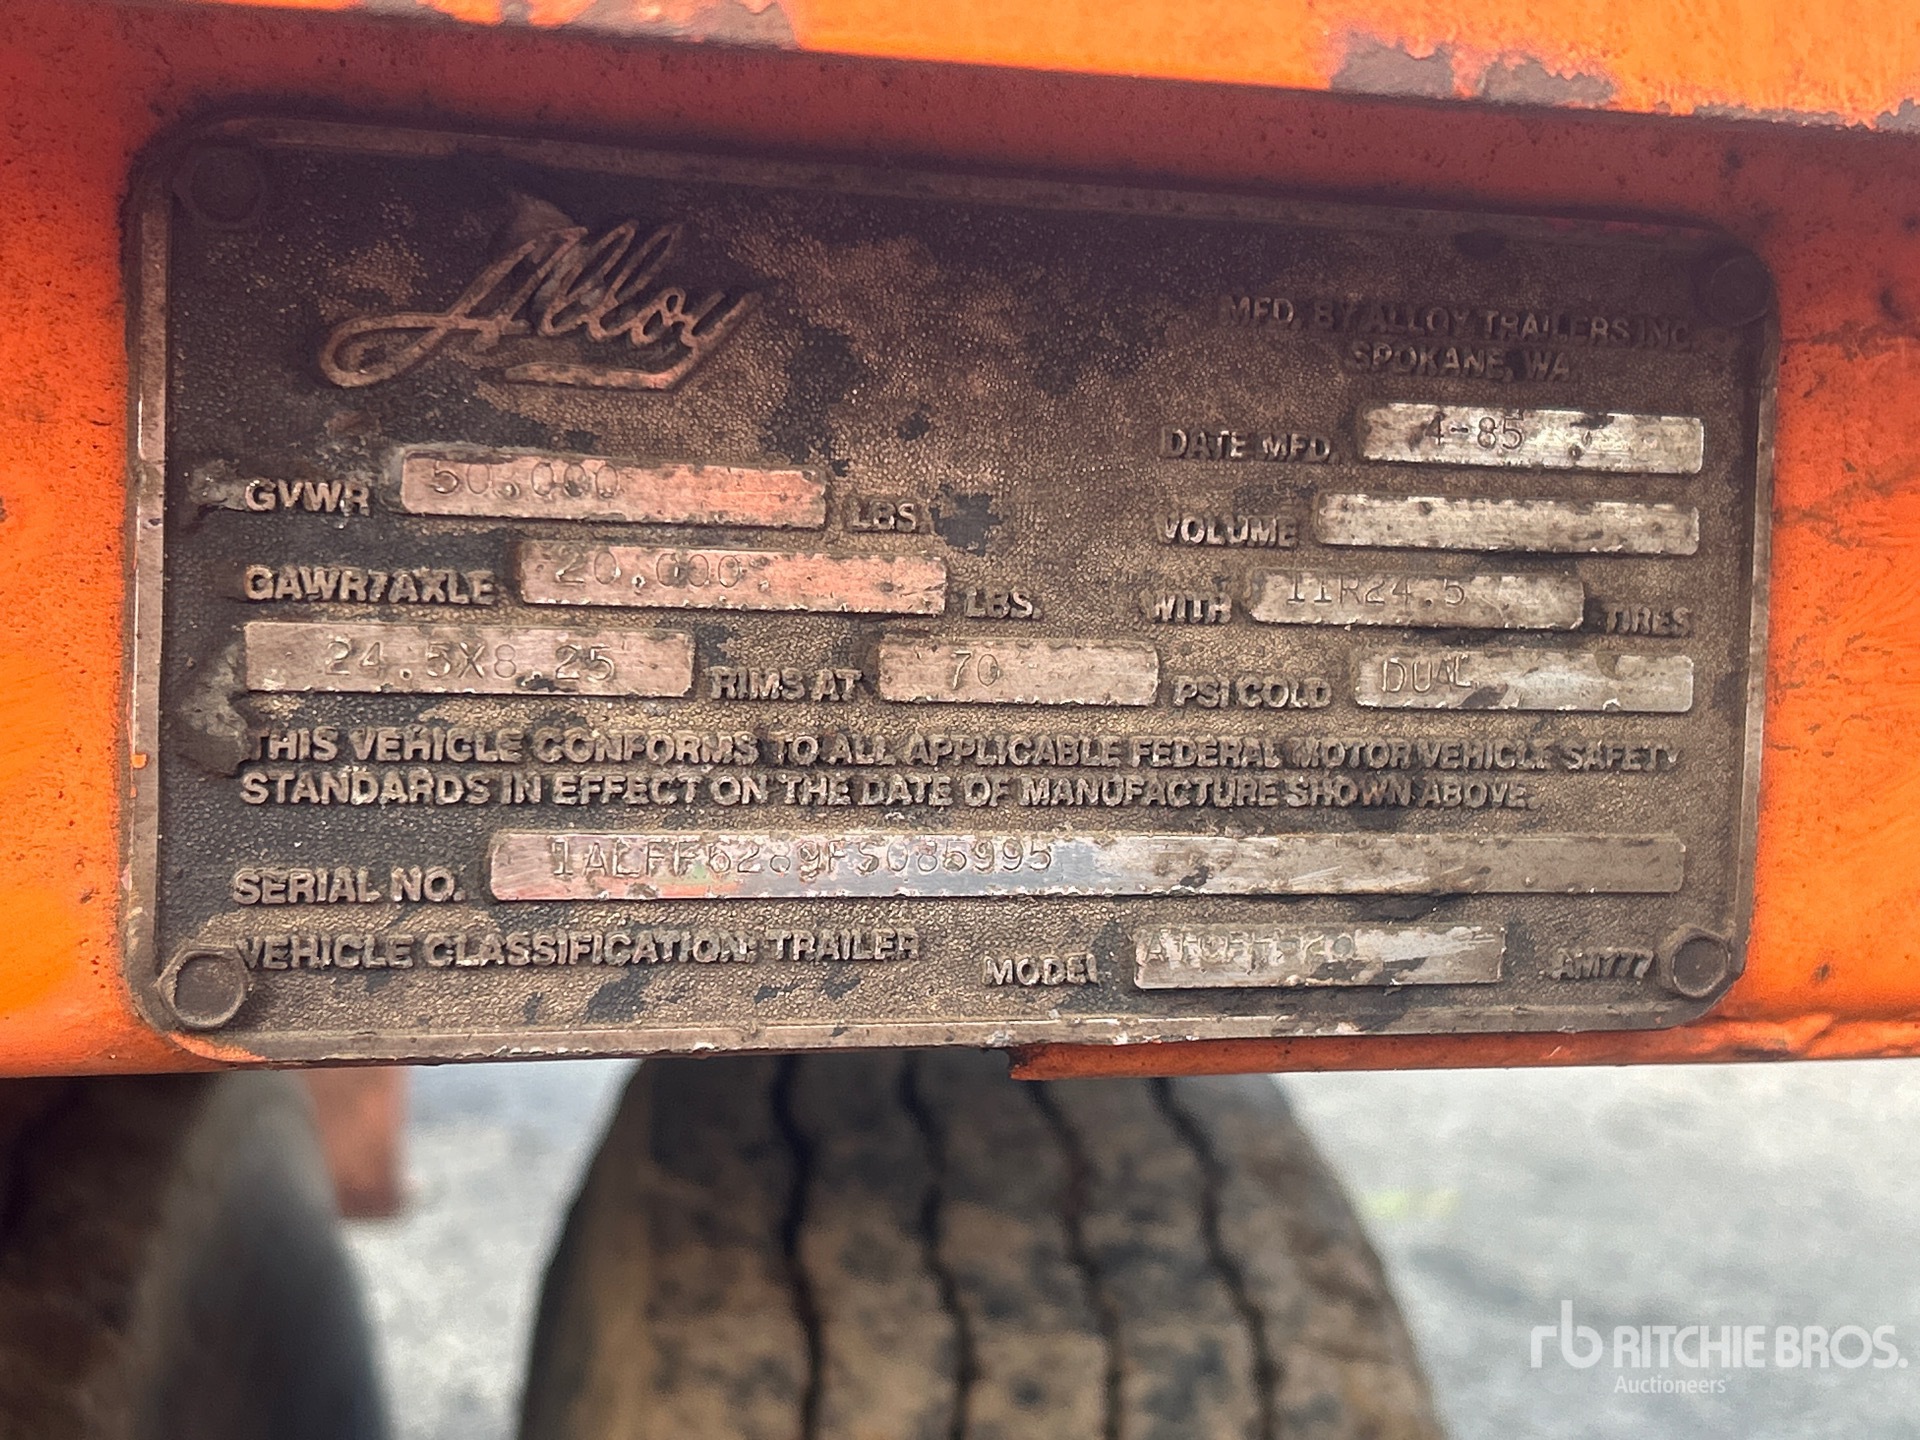 Alloy
MFD. BY ALLOY TRAILERS INC.
SPOKANE, WA.
DATE MFD. 4-85
GVWR 50,000 LBS.
VOLUME
GAWR/AXLE 20,000 LBS.
WITH 11R24.5 TIRES
24.5X8.25 RIMS AT 70 PSI COLD DUAL
THIS VEHICLE CONFORMS TO ALL APPLICABLE FEDERAL MOTOR VEHICLE SAFETY
STANDARDS IN EFFECT ON THE DATE OF MANUFACTURE SHOWN ABOVE.
SERIAL NO. 1ALFF6289FS085995
VEHICLE CLASSIFICATION: TRAILER
MODEL
AM777
rb RITCHIE BROS.
Auctioneers